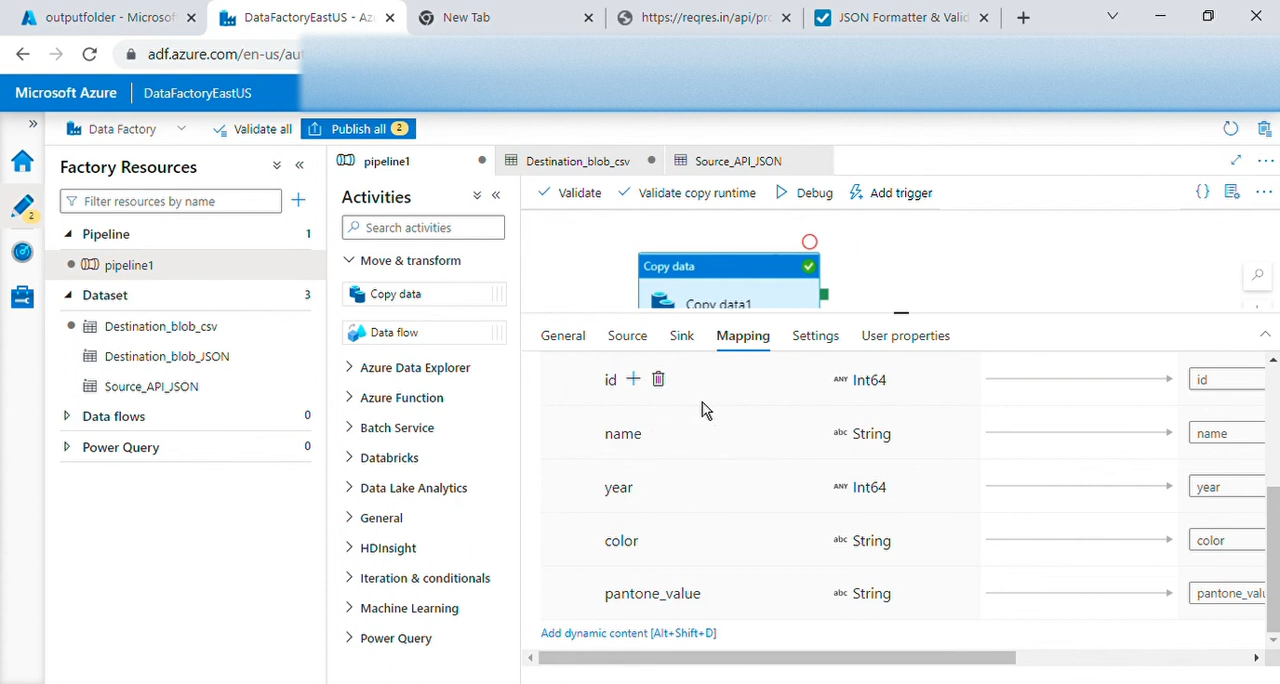 outputfolder - Microsof
DataFactoryEastUS - Az
New Tab
https://reqres.in/api/pro
JSON Formatter & Valid
adf.azure.com/en-us/aut
Microsoft Azure
DataFactoryEastUS
Data Factory
Validate all
Publish all
2
Factory Resources
Filter resources by name
2
Pipeline 1
pipeline1
Dataset 3
Destination_blob_csv
Destination_blob_JSON
Source_API_JSON
Data flows 0
Power Query 0
pipeline1
Destination_blob_csv
Source_API_JSON
Activities
Search activities
Move & transform
Copy data
Data flow
Azure Data Explorer
Azure Function
Batch Service
Databricks
Data Lake Analytics
General
HDInsight
Iteration & conditionals
Machine Learning
Power Query
Validate
Validate copy runtime
Debug
Add trigger
{}
Copy data
Copy data1
General
Source
Sink
Mapping
Settings
User properties
id ANY Int64 id
name abc String name
year ANY Int64 year
color abc String color
pantone_value abc String pantone_valu
Add dynamic content [Alt+Shift+D]